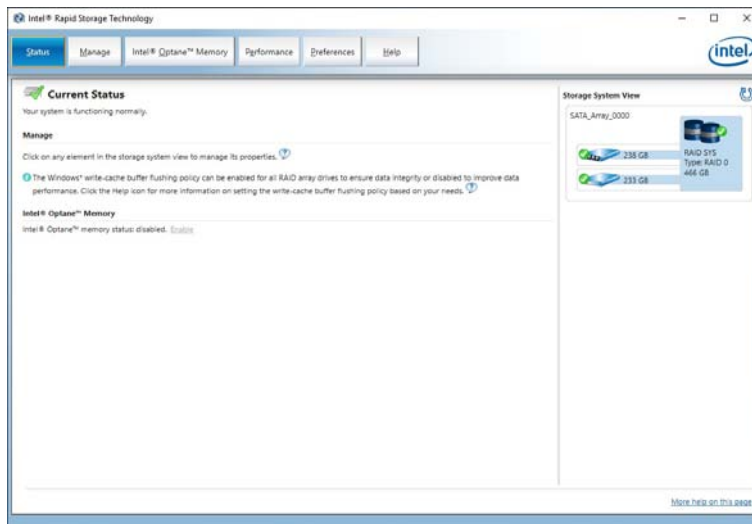 Intel® Rapid Storage Technology
Status
Manage
Intel® Optane™ Memory
Performance
Preferences
Help
intel.
Current Status
Your system is functioning normally.
Manage
Click on any element in the storage system view to manage its properties.
The Windows* write-cache buffer flushing policy can be enabled for all RAID array drives to ensure data integrity or disabled to improve data
performance. Click the Help icon for more information on setting the write-cache buffer flushing policy based on your needs.
Intel® Optane™ Memory
Intel® Optane™ memory status: disabled. Enable
Storage System View
SATA_Array_0000
238 GB
233 GB
RAID SYS
Type: RAID 0
466 GB
More help on this page